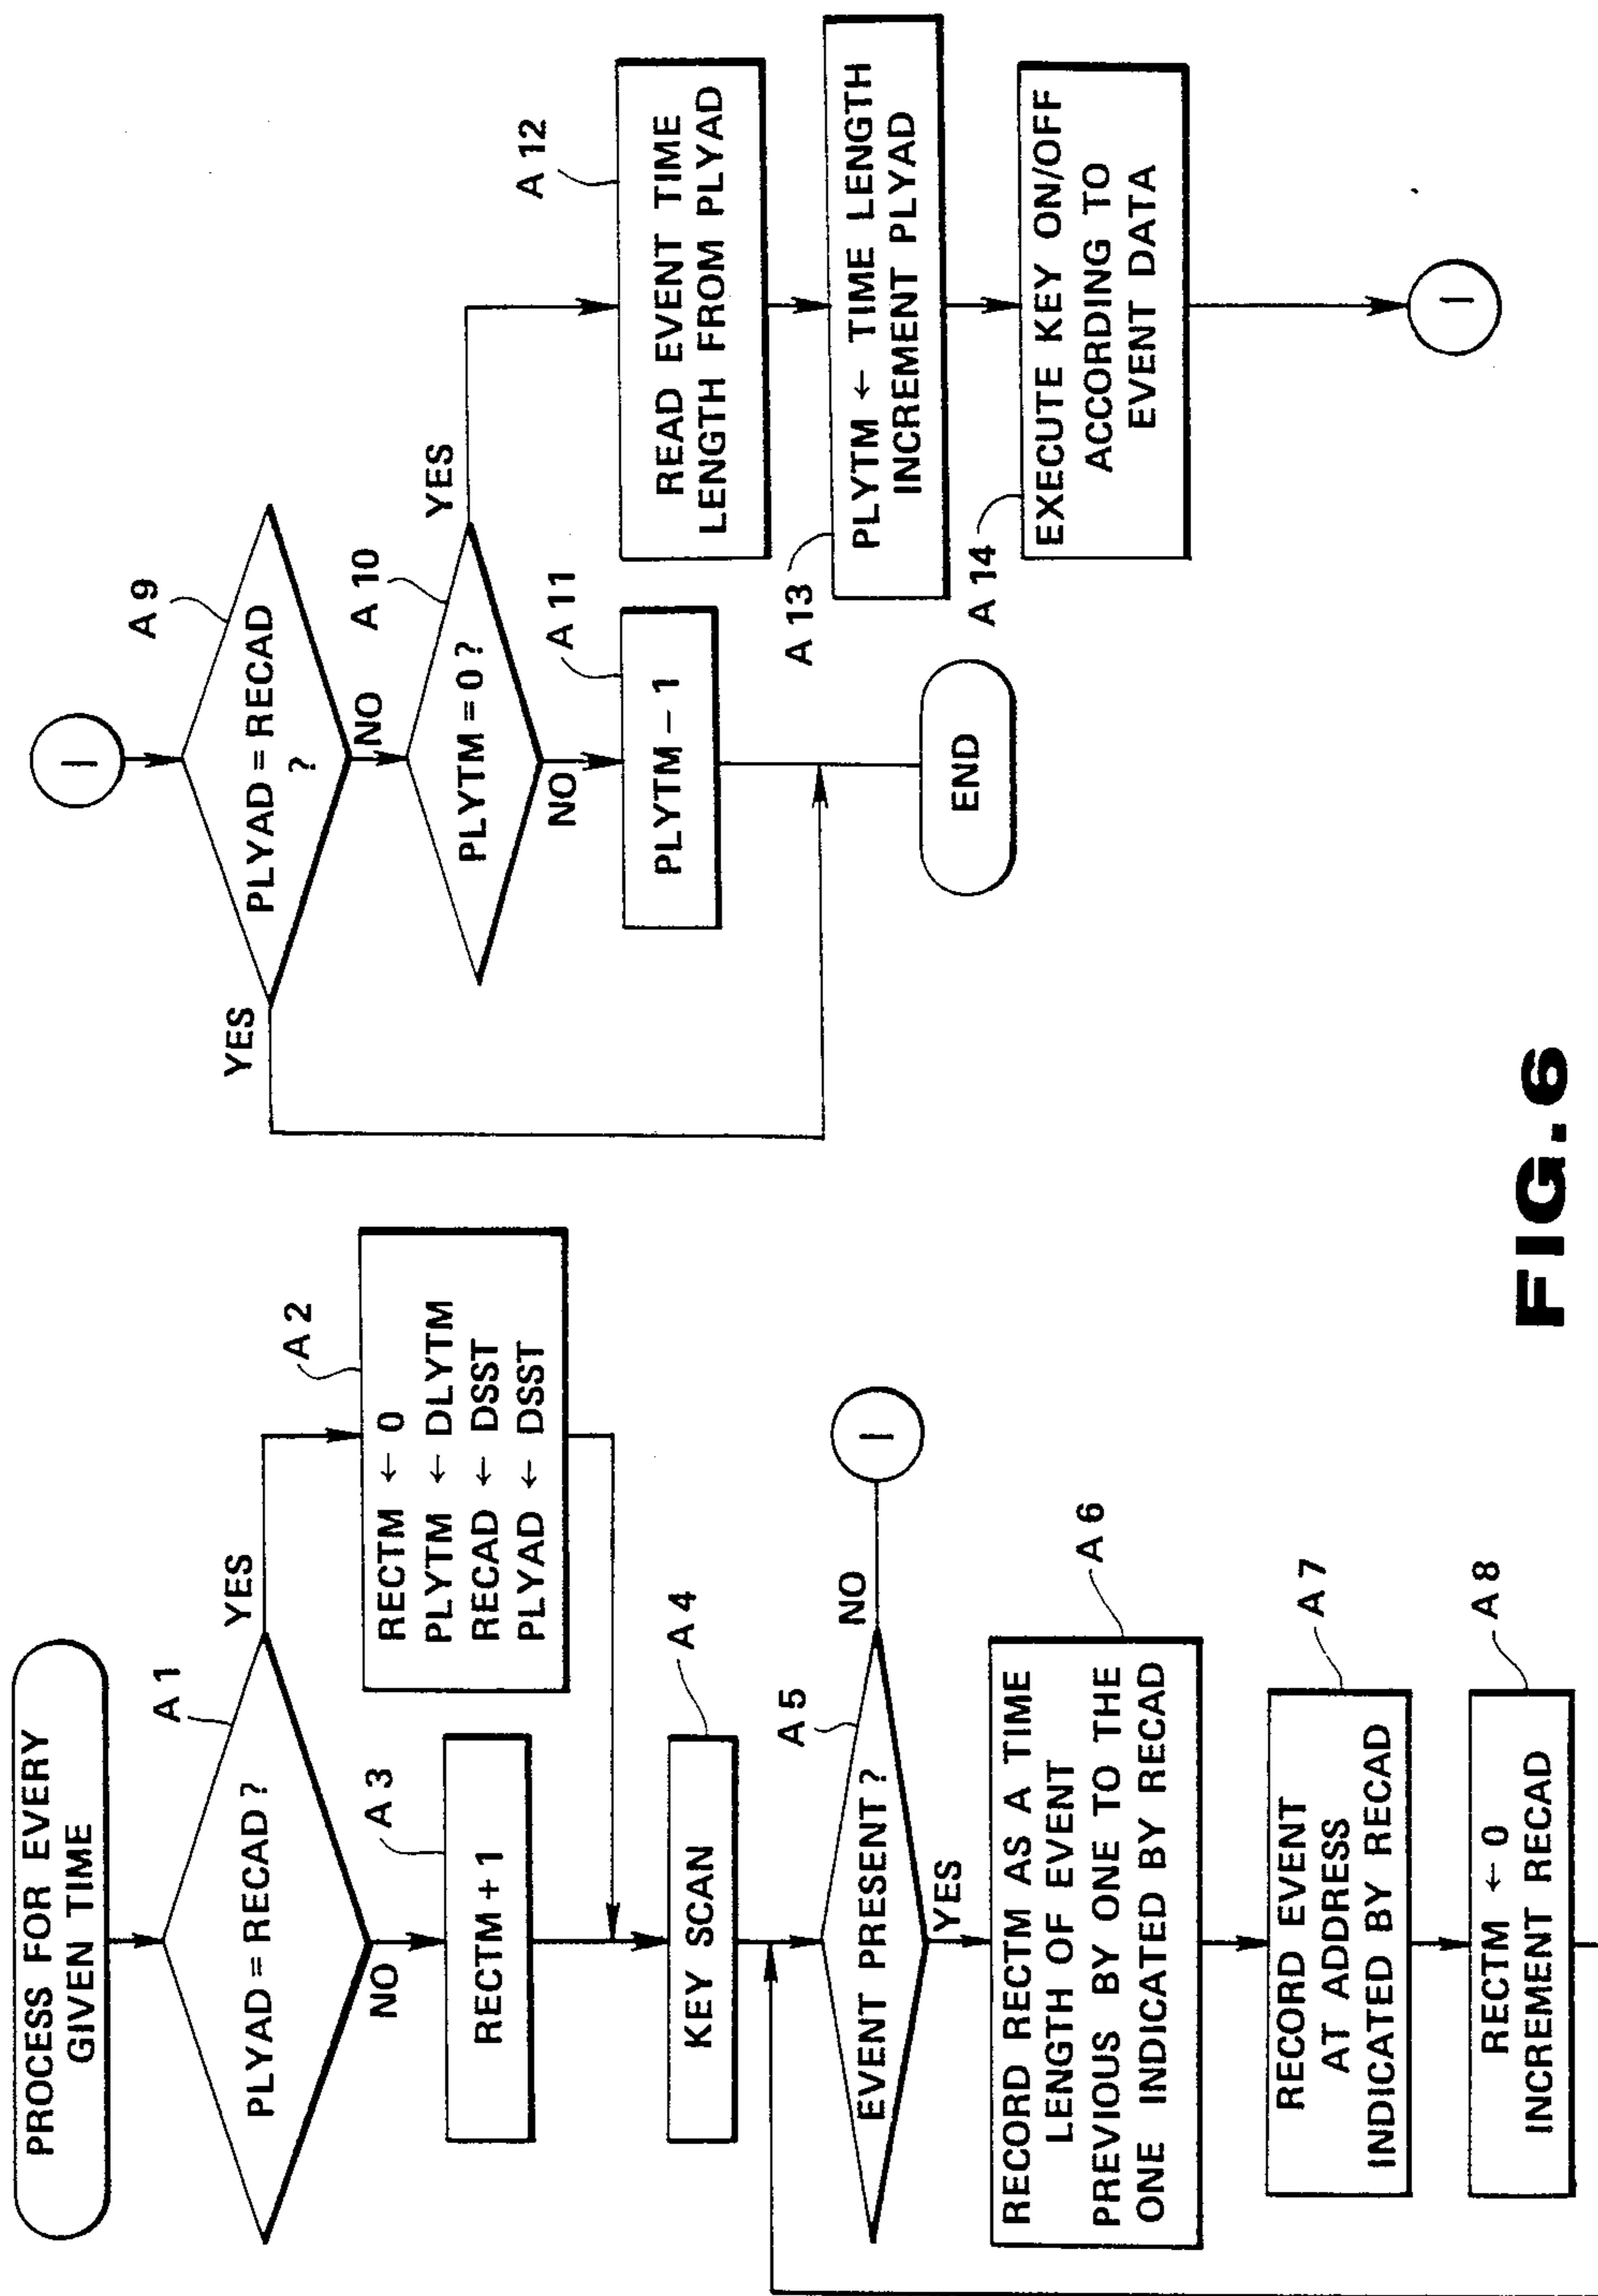 PROCESS FOR EVERY
GIVEN TIME
A 1
PLYAD = RECAD ?
YES
NO
A 2
RECTM ← 0
PLYTM ← DLYTM
RECAD ← DSST
PLYAD ← DSST
A 3
RECTM + 1
A 4
KEY SCAN
A 5
EVENT PRESENT ?
NO
I
YES
A 6
RECORD RECTM AS A TIME
LENGTH OF EVENT
PREVIOUS BY ONE TO THE
ONE INDICATED BY RECAD
A 7
RECORD EVENT
AT ADDRESS
INDICATED BY RECAD
A 8
RECTM ← 0
INCREMENT RECAD
I
A 9
PLYAD = RECAD
?
YES
NO
A 10
PLYTM = 0 ?
YES
NO
A 11
PLYTM – 1
END
A 12
READ EVENT TIME
LENGTH FROM PLYAD
A 13
PLYTM ← TIME LENGTH
INCREMENT PLYAD
A 14
EXECUTE KEY ON/OFF
ACCORDING TO
EVENT DATA
I
FIG.6